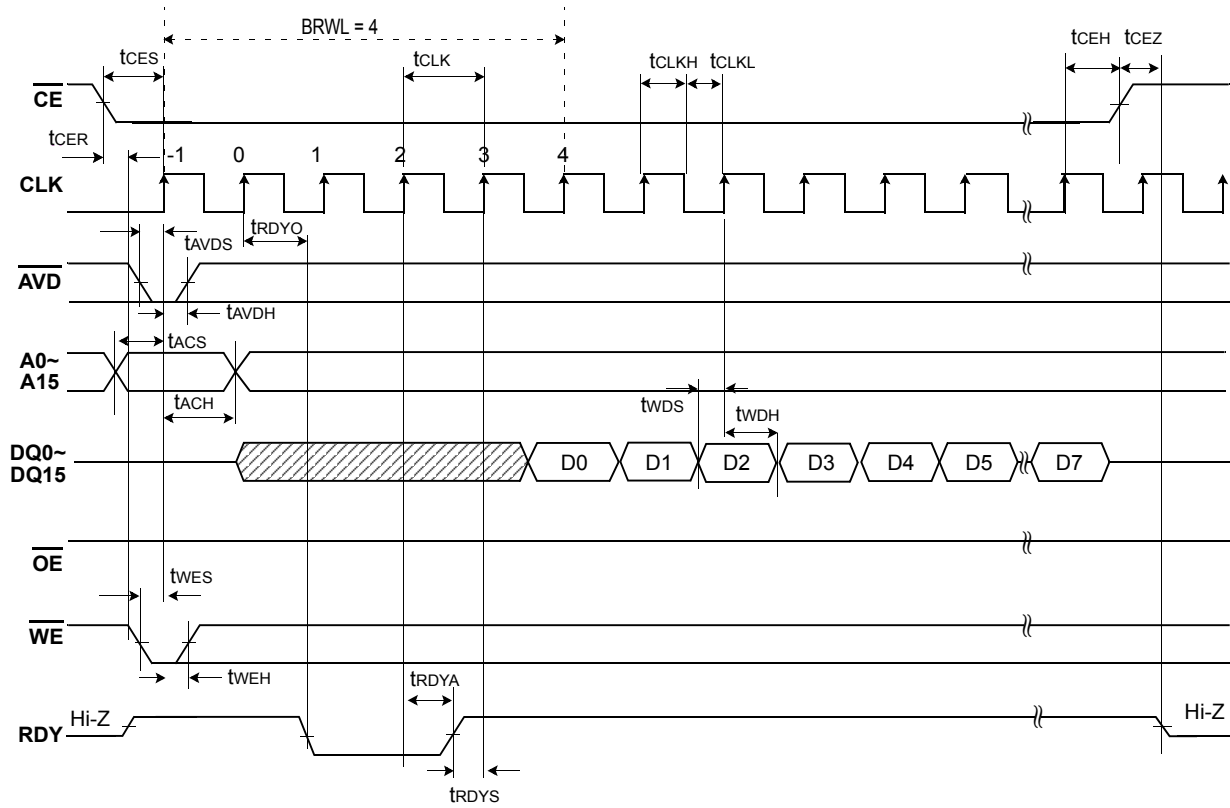 BRWL = 4
tCES
tCLK
tCLKH
tCLKL
tCEH
tCEZ
CE
tCER
-1 0 1 2 3 4
CLK
tRDYO
tAVDS
AVD
tAVDH
tACS
A0~
A15
tACH
tWDS
tWDH
DQ0~
DQ15
D0 D1 D2 D3 D4 D5 D7
OE
tWES
WE
tWEH
tRDYA
Hi-Z
Hi-Z
RDY
tRDYS